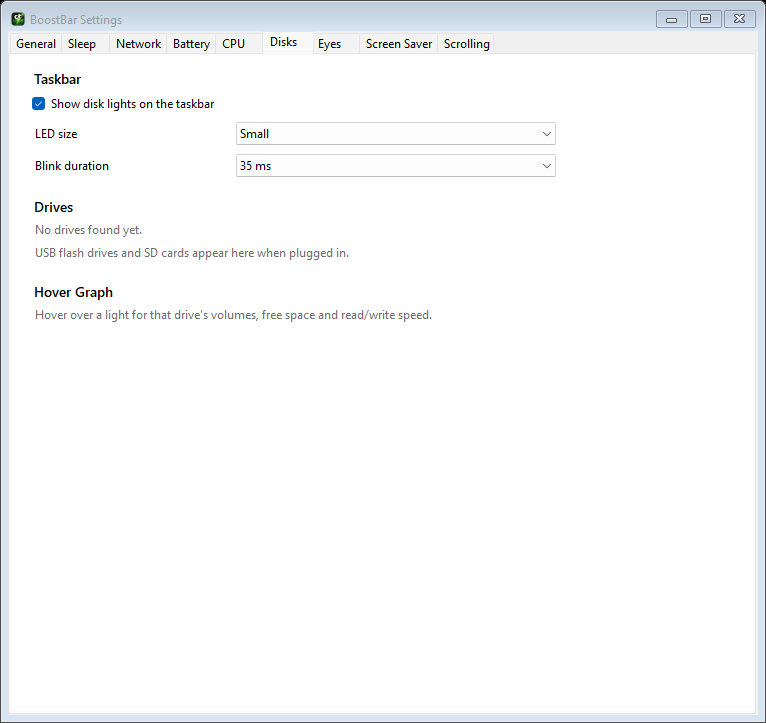 BoostBar Settings
General Sleep Network Battery CPU Disks Eyes Screen Saver Scrolling
Taskbar
Show disk lights on the taskbar
LED size Small
Blink duration 35 ms
Drives
No drives found yet.
USB flash drives and SD cards appear here when plugged in.
Hover Graph
Hover over a light for that drive's volumes, free space and read/write speed.